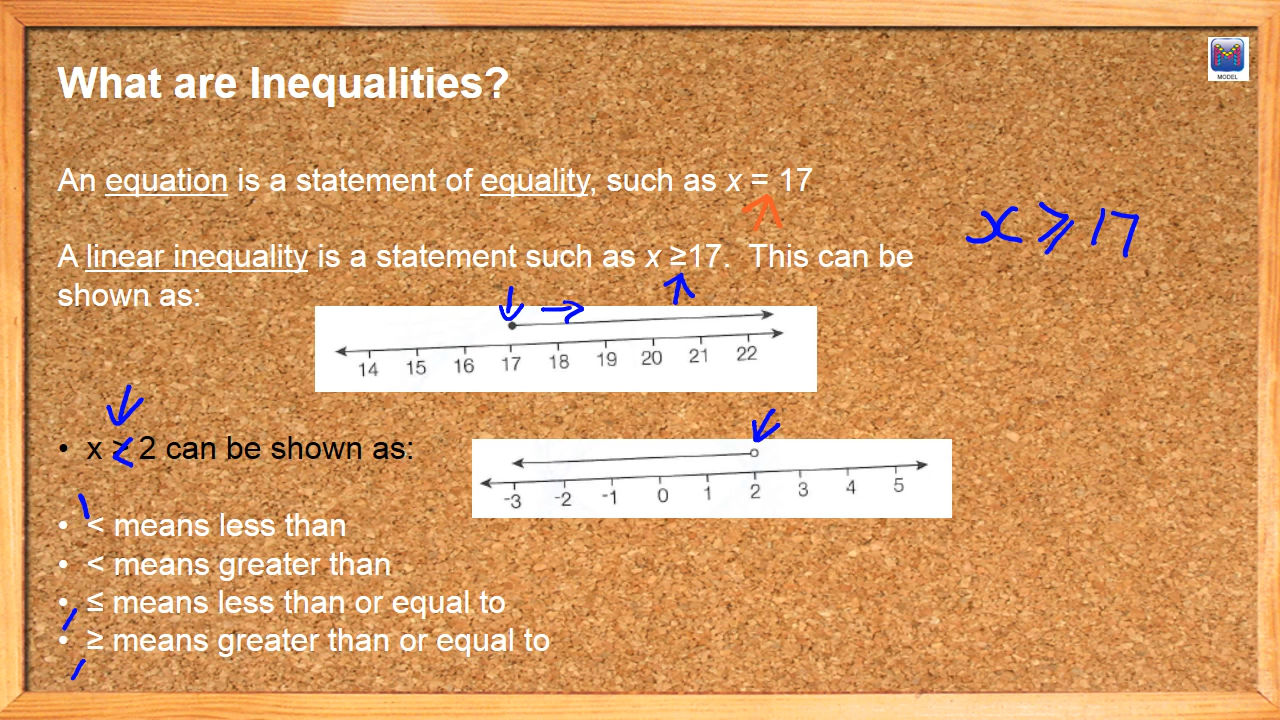 What are Inequalities?
MODEL
An equation is a statement of equality, such as x = 17
x ≥ 17
A linear inequality is a statement such as x ≥17. This can be
shown as:
14 15 16 17 18 19 20 21 22
• x < 2 can be shown as:
-3 -2 -1 0 1 2 3 4 5
• < means less than
• < means greater than
• ≤ means less than or equal to
• ≥ means greater than or equal to